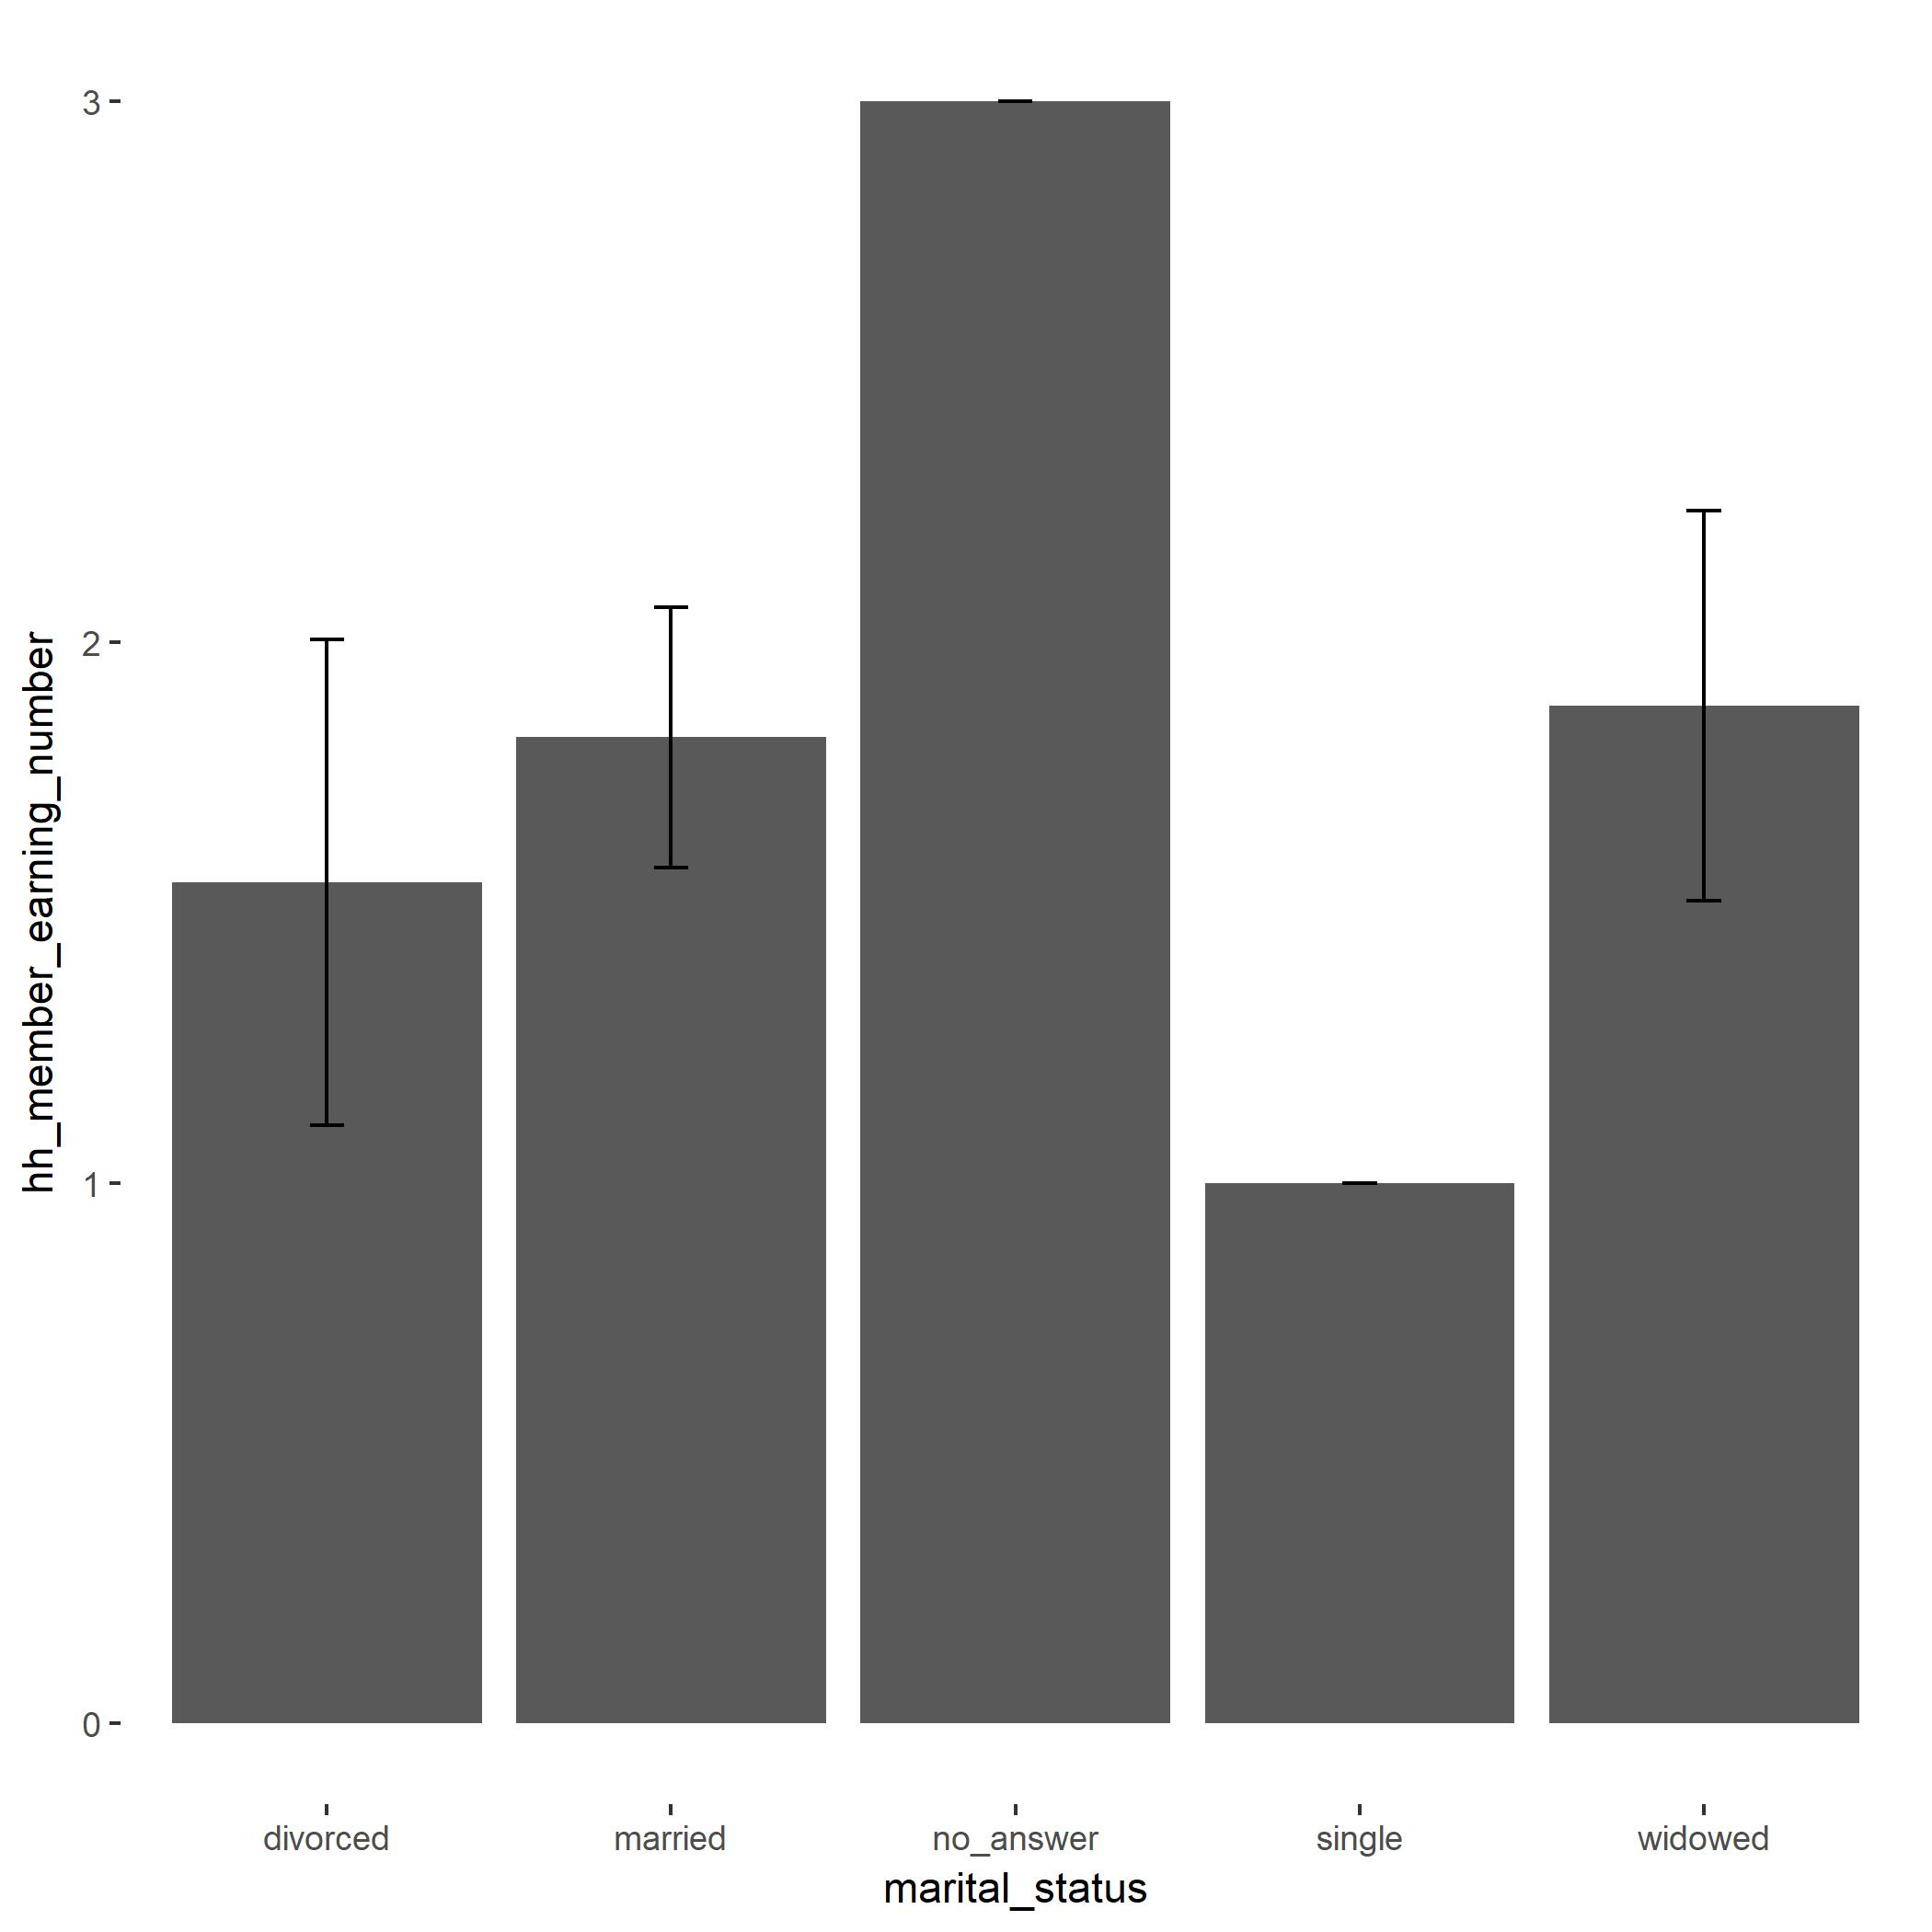 3
2
1
0
hh_member_earning_number
divorced
married
no_answer
single
widowed
marital_status